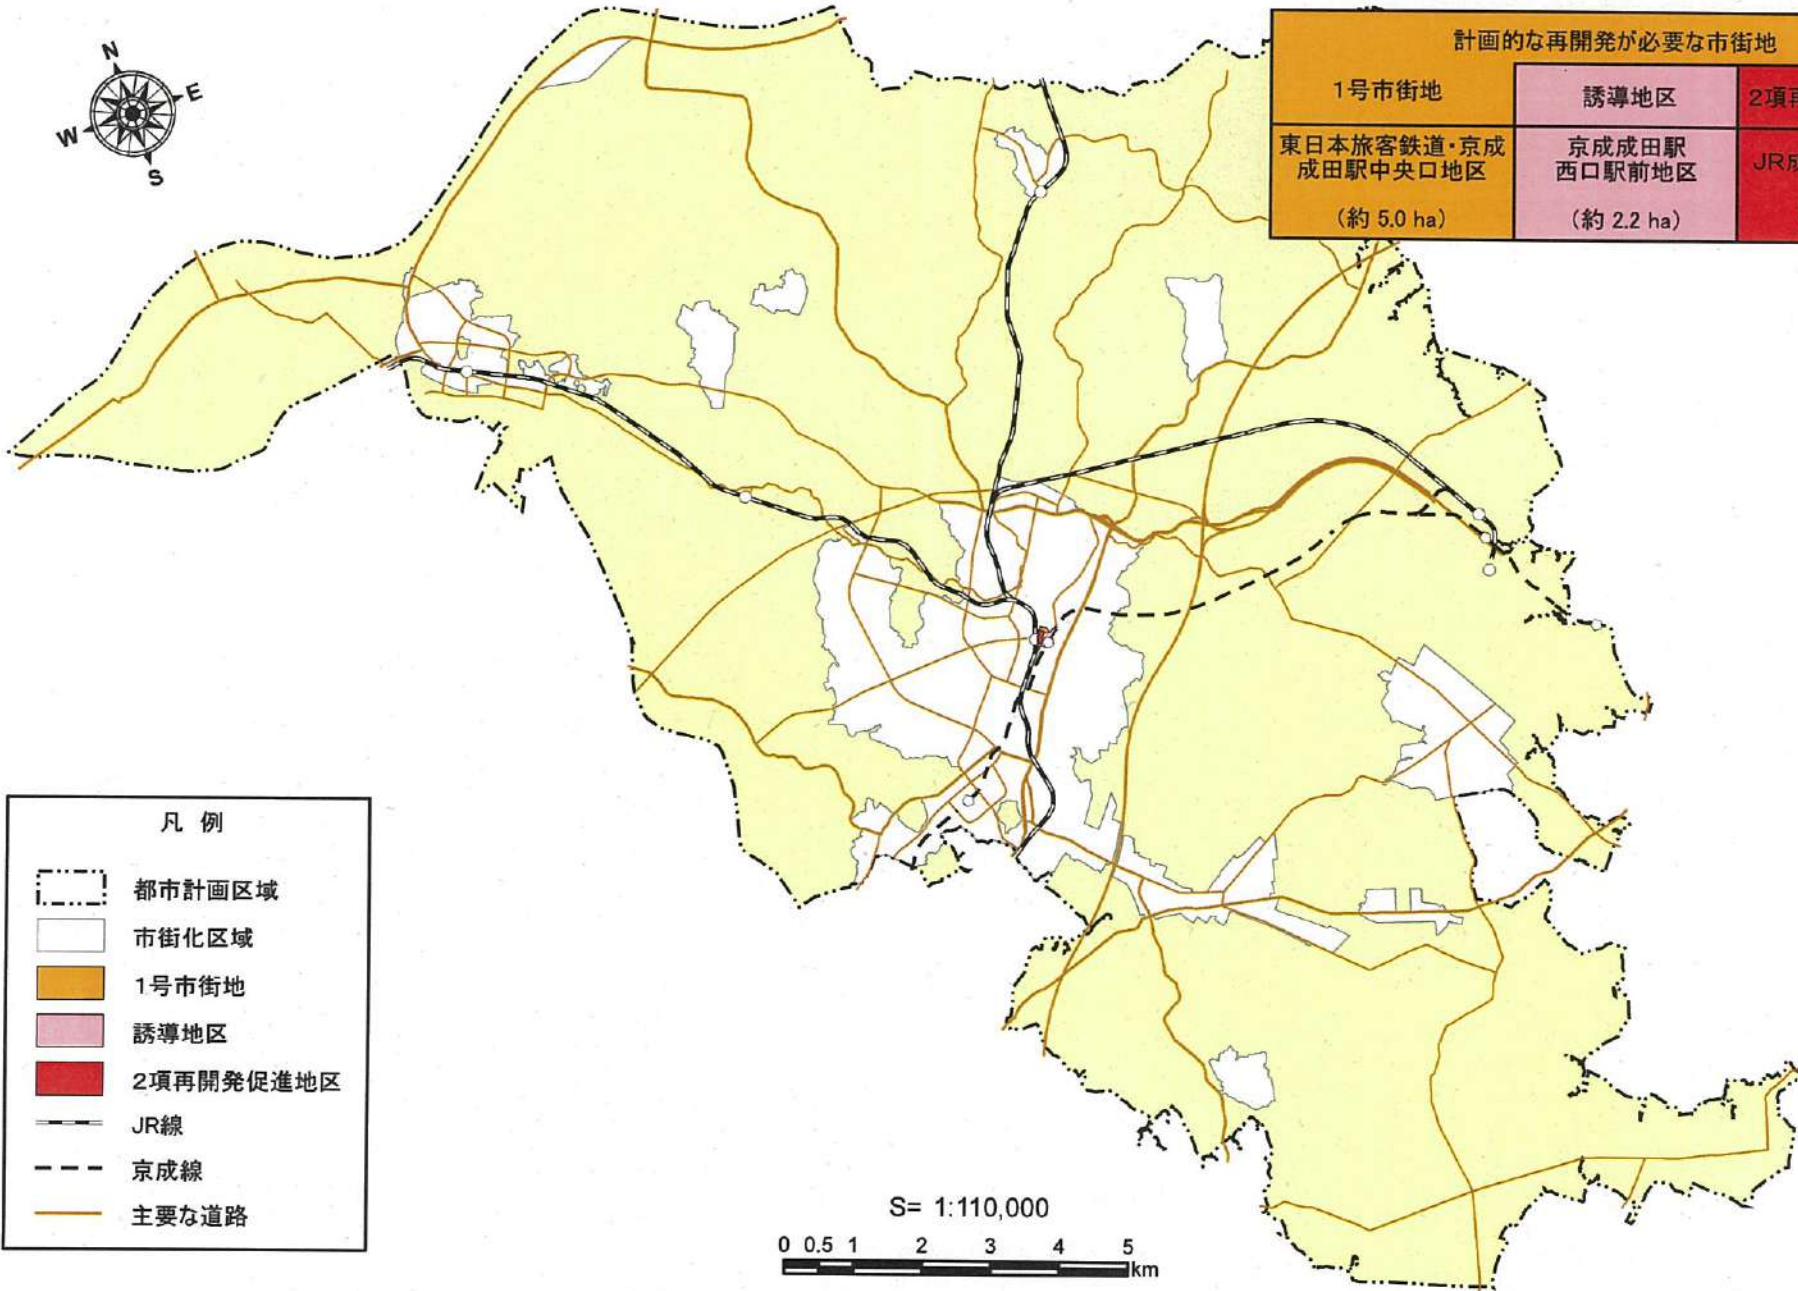 N
E
W
S
計画的な再開発が必要な市街地
1号市街地
誘導地区
2項再
東日本旅客鉄道・京成
成田駅中央口地区
(約 5.0 ha)
京成成田駅
西口駅前地区
(約 2.2 ha)
JR成
凡 例
都市計画区域
市街化区域
1号市街地
誘導地区
2項再開発促進地区
JR線
京成線
主要な道路
S= 1:110,000
0 0.5 1 2 3 4 5
km